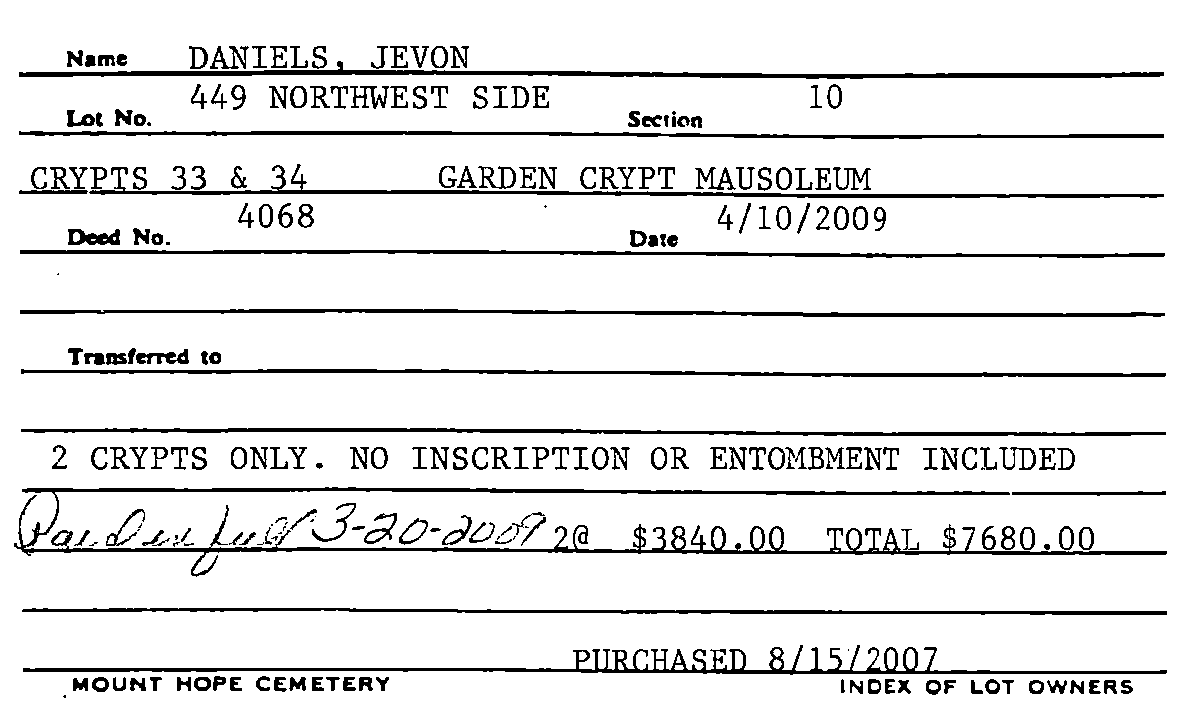 Name DANIELS, JEVON
449 NORTHWEST SIDE 10
Lot No. Section
CRYPTS 33 & 34 GARDEN CRYPT MAUSOLEUM
4068 4/10/2009
Deed No. Date
Transferred to
2 CRYPTS ONLY. NO INSCRIPTION OR ENTOMBMENT INCLUDED
Paid in full 3-20-2009 2@ $3840.00 TOTAL $7680.00
PURCHASED 8/15/2007
MOUNT HOPE CEMETERY INDEX OF LOT OWNERS